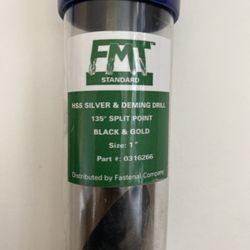 FMT
STANDARD
HSS SILVER & DEMING DRILL
135° SPLIT POINT
BLACK & GOLD
Size: 1"
Part #: 0316266
Distributed by Fastenal Company